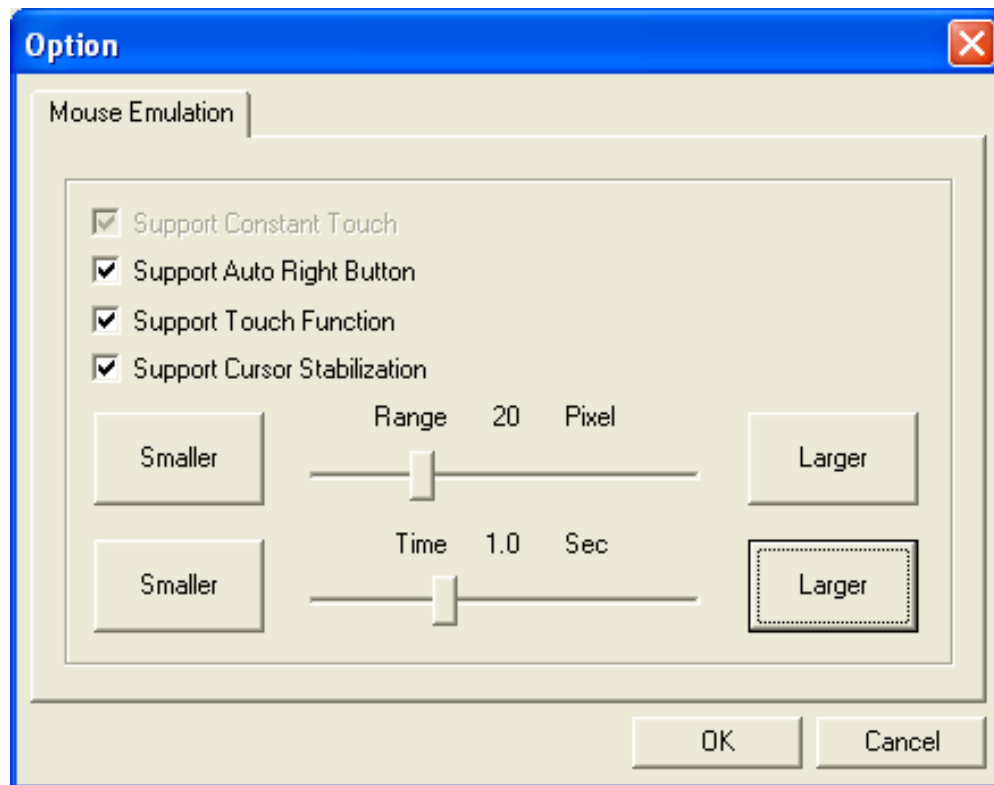 Option
Mouse Emulation
Support Constant Touch
Support Auto Right Button
Support Touch Function
Support Cursor Stabilization
Range 20 Pixel
Smaller Larger
Time 1.0 Sec
Smaller Larger
OK Cancel